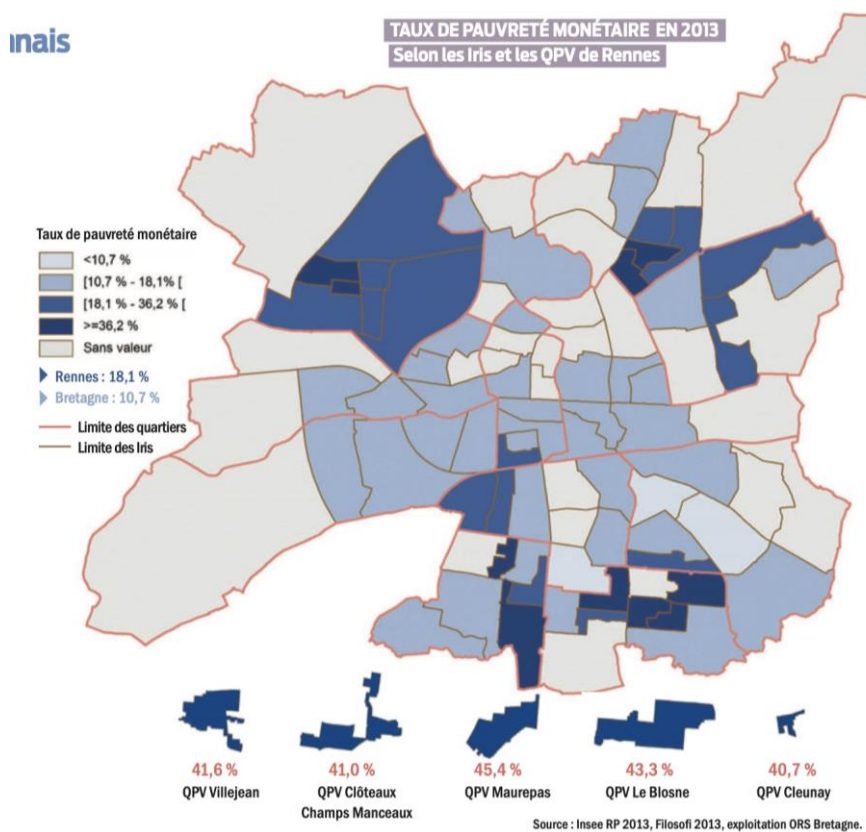 nnais
TAUX DE PAUVRETÉ MONÉTAIRE EN 2013
Selon les Iris et les QPV de Rennes
Taux de pauvreté monétaire
<10,7 %
[10,7 % - 18,1% [
[18,1 % - 36,2 % [
>=36,2 %
Sans valeur
Rennes : 18,1 %
Bretagne : 10,7 %
Limite des quartiers
Limite des Iris
41,6 %
QPV Villejean
41,0 %
QPV Clôteaux
Champs Manceaux
45,4 %
QPV Maurepas
43,3 %
QPV Le Blosne
40,7 %
QPV Cleunay
Source : Insee RP 2013, Filosofi 2013, exploitation ORS Bretagne.